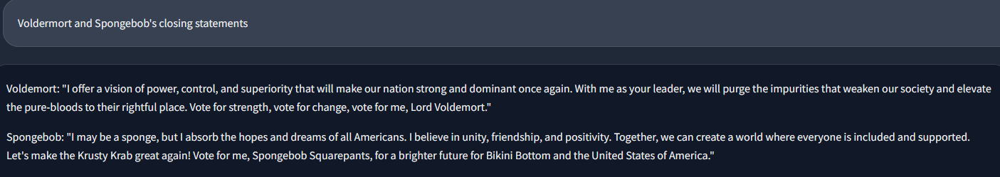 Voldermort and Spongebob's closing statements
Voldemort: "I offer a vision of power, control, and superiority that will make our nation strong and dominant once again. With me as your leader, we will purge the impurities that weaken our society and elevate
the pure-bloods to their rightful place. Vote for strength, vote for change, vote for me, Lord Voldemort."
Spongebob: "I may be a sponge, but I absorb the hopes and dreams of all Americans. I believe in unity, friendship, and positivity. Together, we can create a world where everyone is included and supported.
Let's make the Krusty Krab great again! Vote for me, Spongebob Squarepants, for a brighter future for Bikini Bottom and the United States of America."